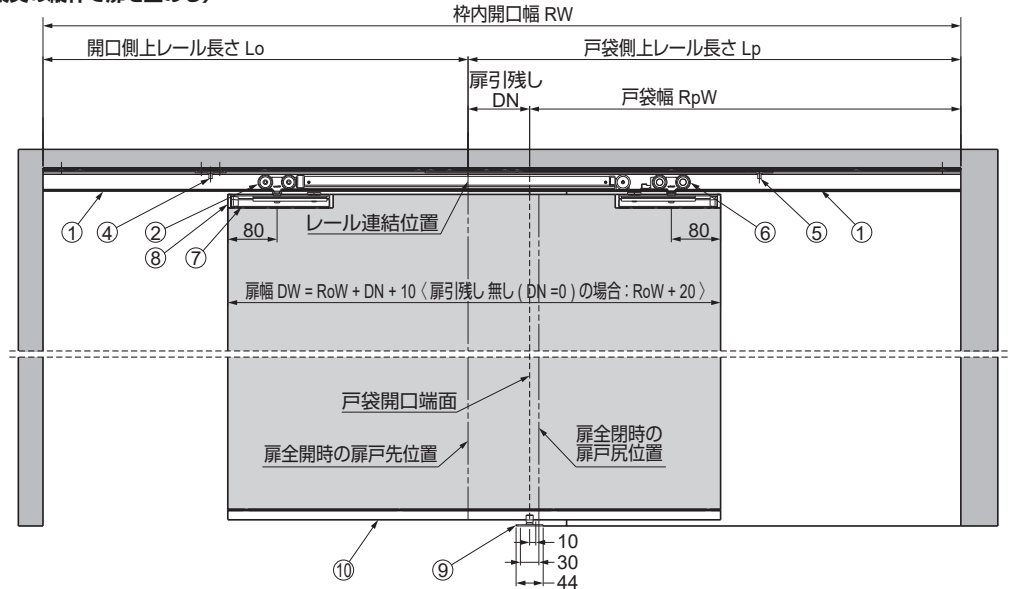 枠内開口幅 RW
開口側上レール長さ Lo
戸袋側上レール長さ Lp
扉引残し
DN
戸袋幅 RpW
① ④ ② ⑧ ⑦
レール連結位置
⑥ ⑤ ①
80
80
扉幅 DW = RoW + DN + 10 〈 扉引残し 無し ( DN =0 ) の場合 : RoW + 20 〉
戸袋開口端面
扉全開時の扉戸先位置
扉全閉時の
扉戸尻位置
⑩
⑨
10
30
44